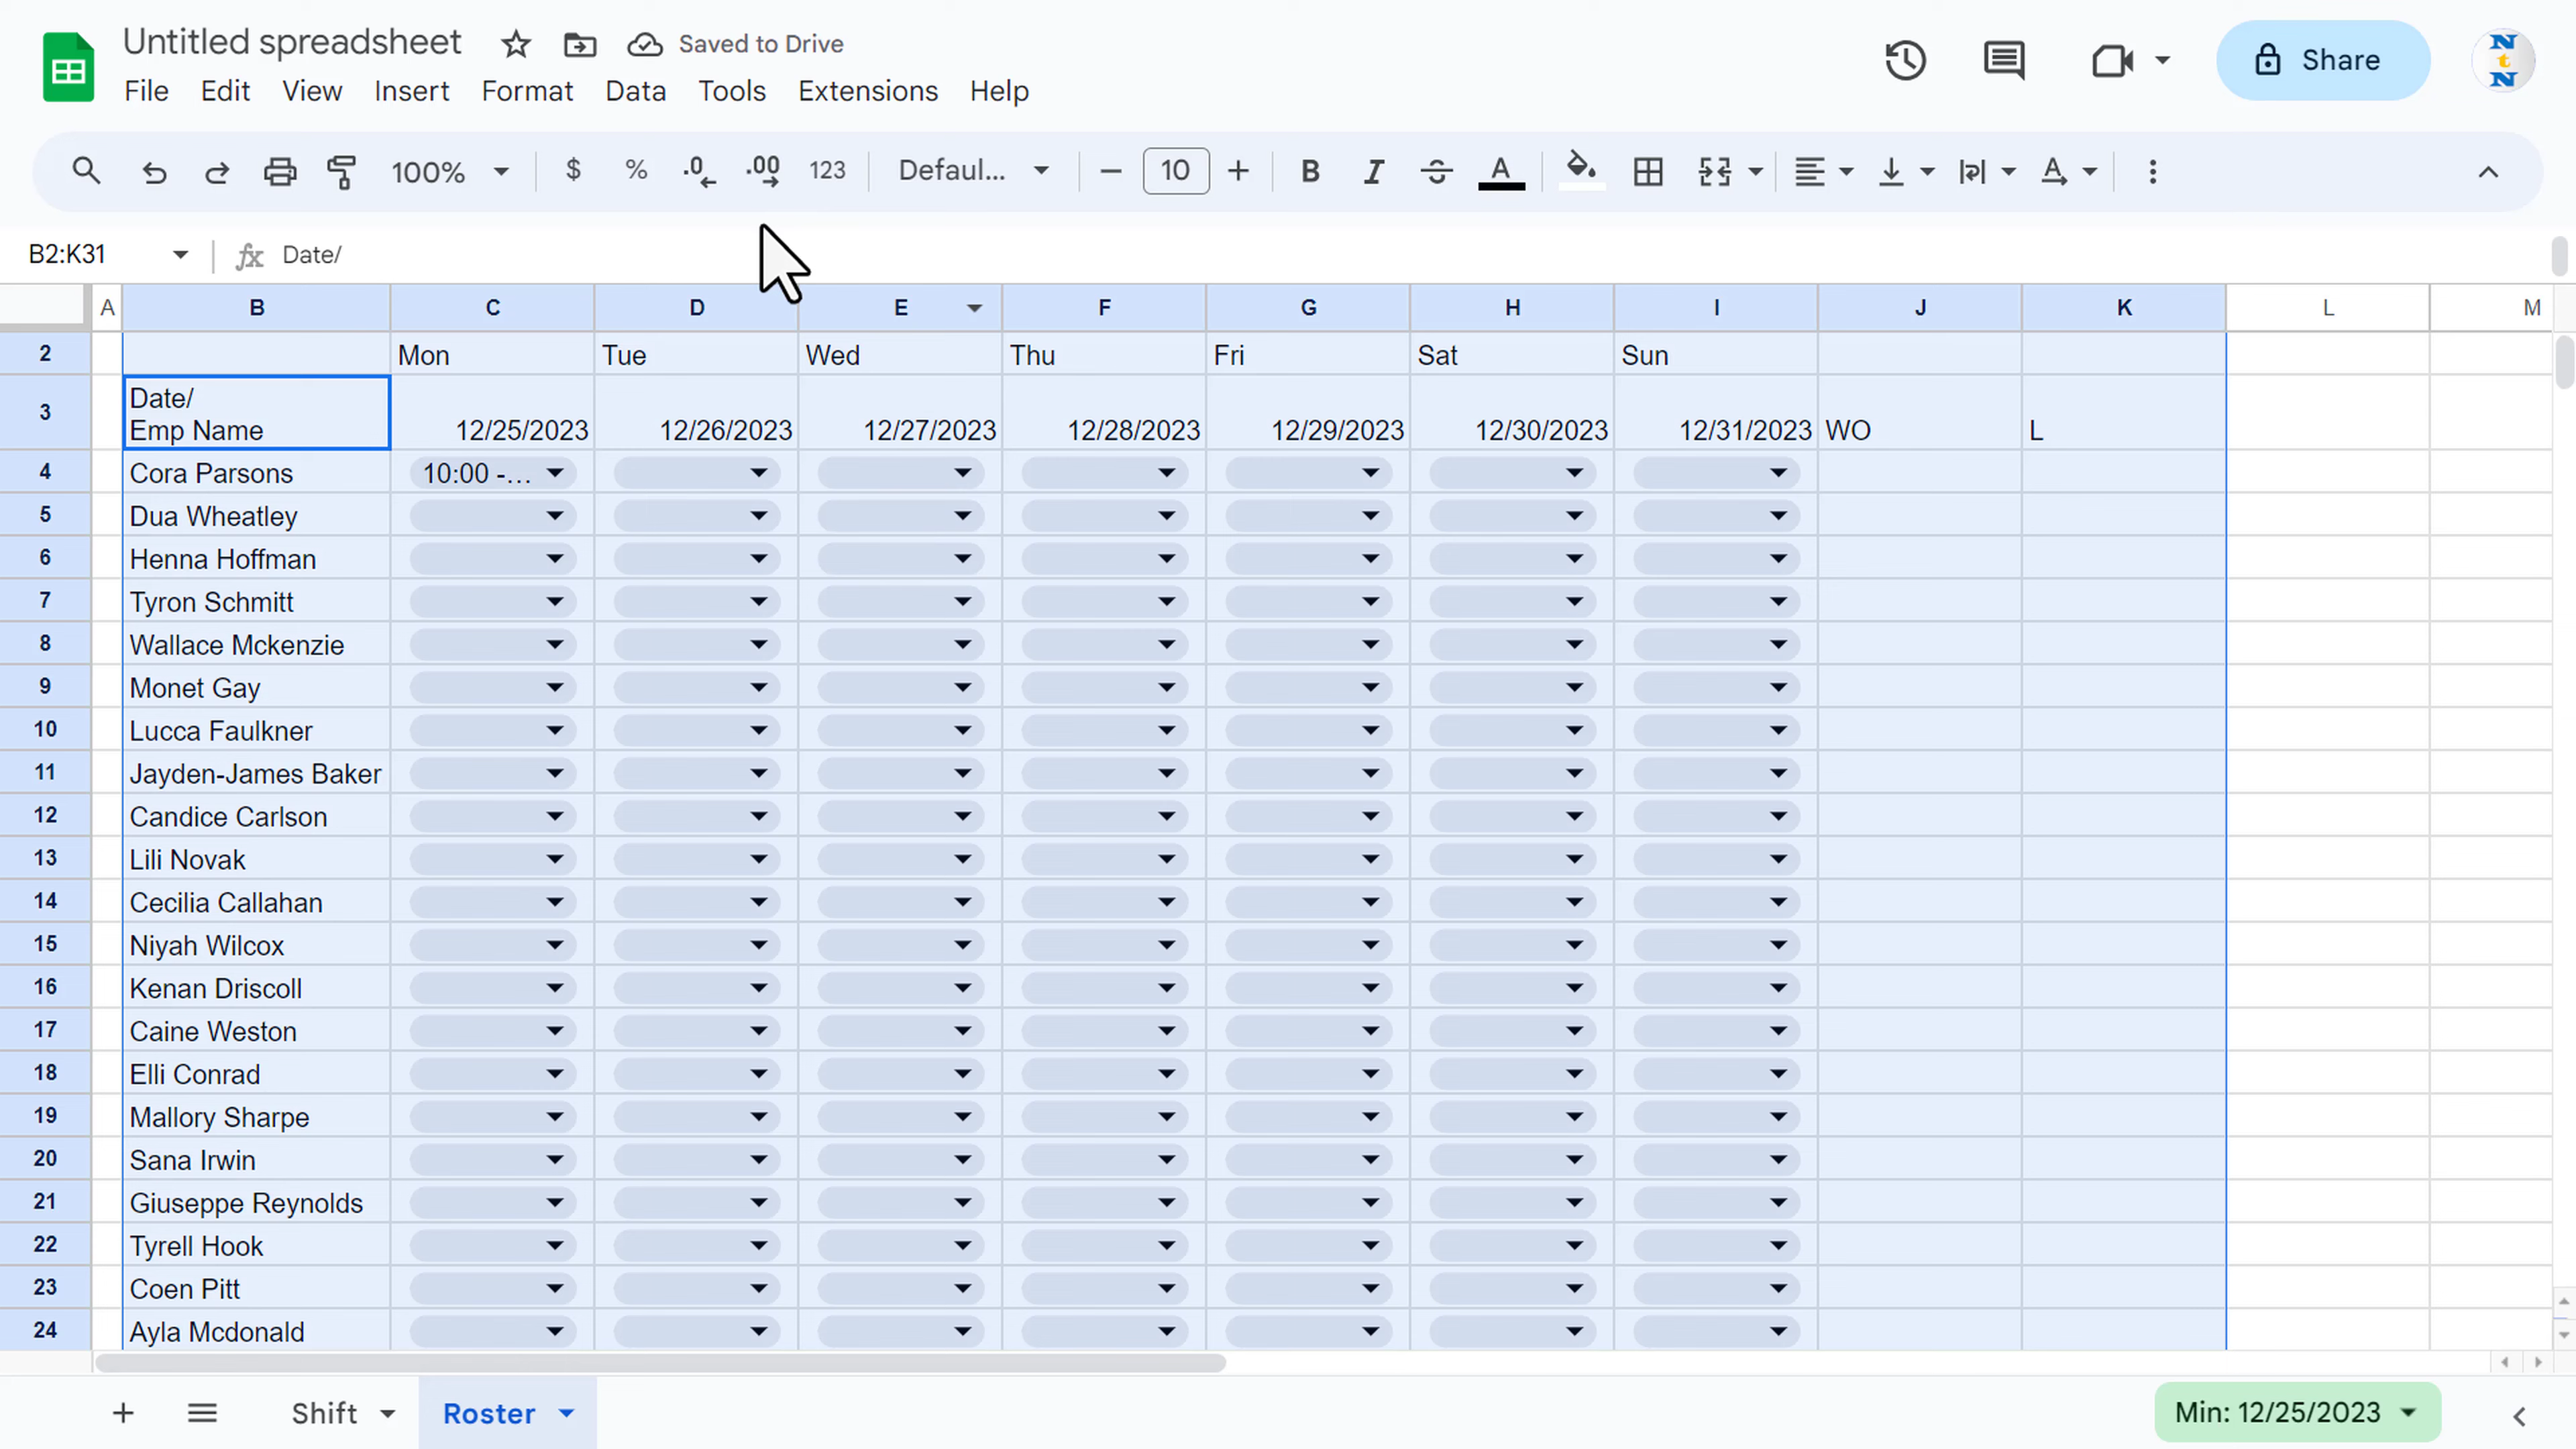 Untitled spreadsheet Saved to Drive
File Edit View Insert Format Data Tools Extensions Help
Share
N
t
N
100% $ % .0 .00 123 Defaul... 10 B I S A A
B2:K31 fx Date/
A B C D E F G H I J K L M
2 Mon Tue Wed Thu Fri Sat Sun
3 Date/
Emp Name 12/25/2023 12/26/2023 12/27/2023 12/28/2023 12/29/2023 12/30/2023 12/31/2023 WO L
4 Cora Parsons 10:00 -...
5 Dua Wheatley
6 Henna Hoffman
7 Tyron Schmitt
8 Wallace Mckenzie
9 Monet Gay
10 Lucca Faulkner
11 Jayden-James Baker
12 Candice Carlson
13 Lili Novak
14 Cecilia Callahan
15 Niyah Wilcox
16 Kenan Driscoll
17 Caine Weston
18 Elli Conrad
19 Mallory Sharpe
20 Sana Irwin
21 Giuseppe Reynolds
22 Tyrell Hook
23 Coen Pitt
24 Ayla Mcdonald
Shift Roster Min: 12/25/2023